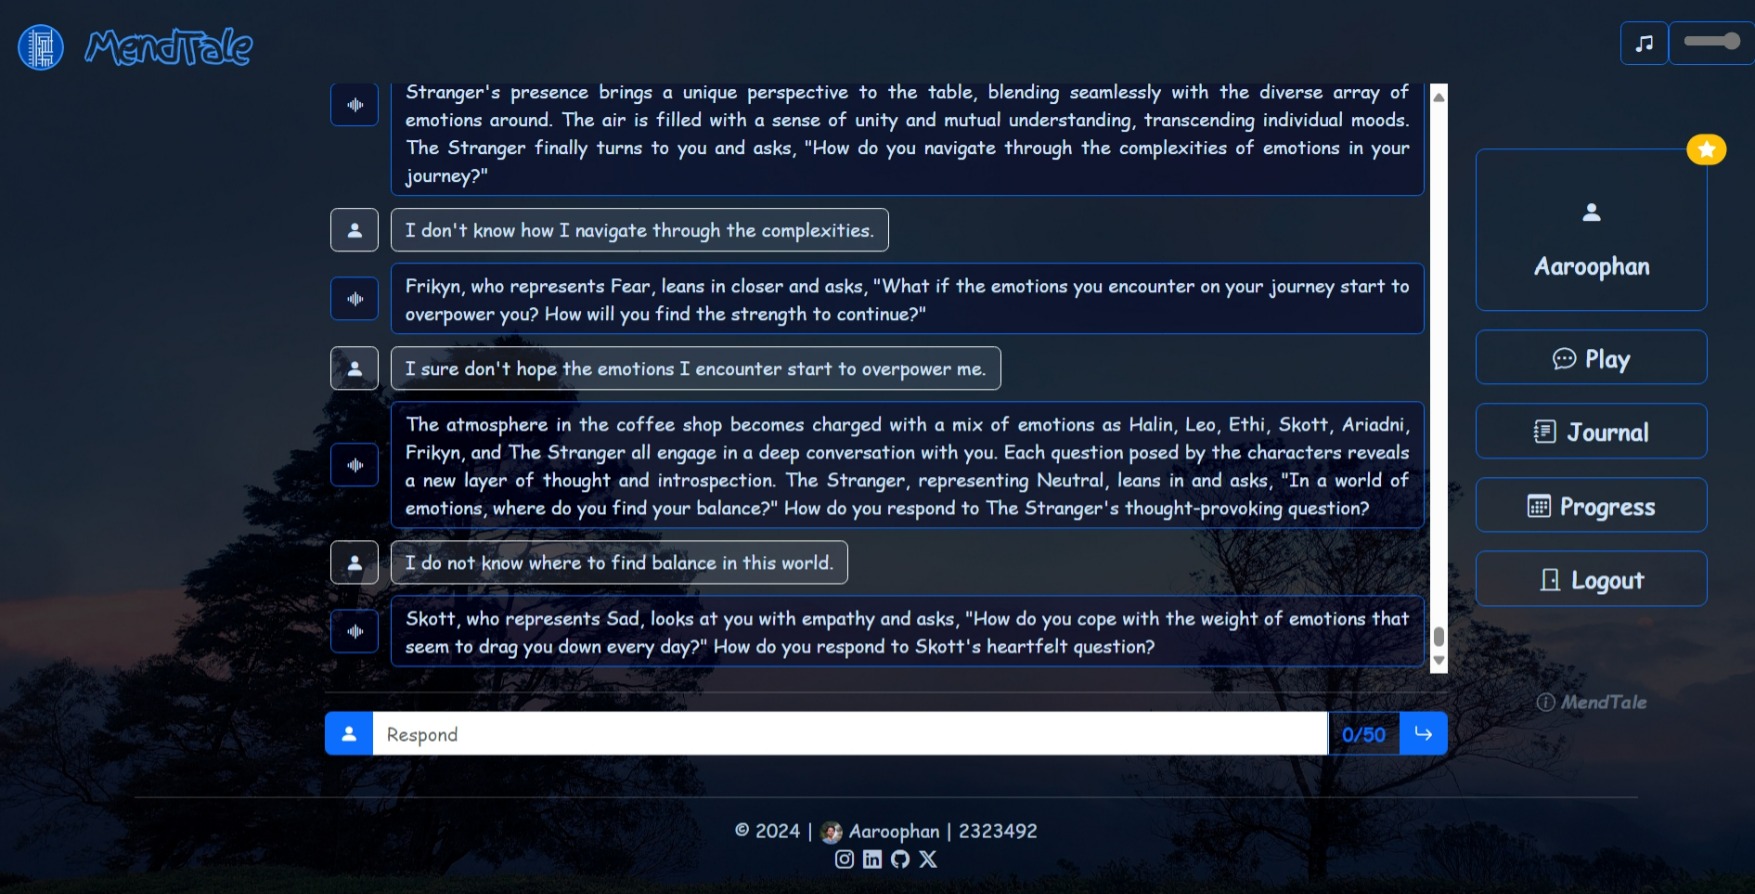 MendTale
Stranger's presence brings a unique perspective to the table, blending seamlessly with the diverse array of
emotions around. The air is filled with a sense of unity and mutual understanding, transcending individual moods.
The Stranger finally turns to you and asks, "How do you navigate through the complexities of emotions in your
journey?"
I don't know how I navigate through the complexities.
Frikyn, who represents Fear, leans in closer and asks, "What if the emotions you encounter on your journey start to
overpower you? How will you find the strength to continue?"
I sure don't hope the emotions I encounter start to overpower me.
The atmosphere in the coffee shop becomes charged with a mix of emotions as Halin, Leo, Ethi, Skott, Ariadni,
Frikyn, and The Stranger all engage in a deep conversation with you. Each question posed by the characters reveals
a new layer of thought and introspection. The Stranger, representing Neutral, leans in and asks, "In a world of
emotions, where do you find your balance?" How do you respond to The Stranger's thought-provoking question?
I do not know where to find balance in this world.
Skott, who represents Sad, looks at you with empathy and asks, "How do you cope with the weight of emotions that
seem to drag you down every day?" How do you respond to Skott's heartfelt question?
Respond
0/50
Aaroophan
Play
Journal
Progress
Logout
MendTale
© 2024 | Aaroophan | 2323492